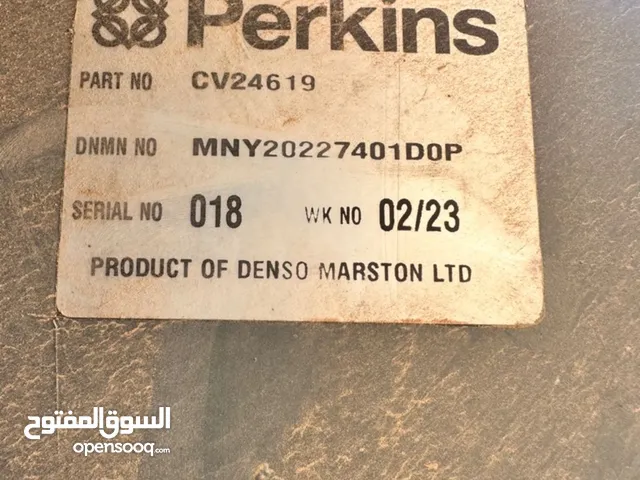 Perkins
PART NO CV24619
DNMN NO MNY20227401D0P
SERIAL NO 018 WK NO 02/23
PRODUCT OF DENSO MARSTON LTD
السوق المفتوح
opensooq.com